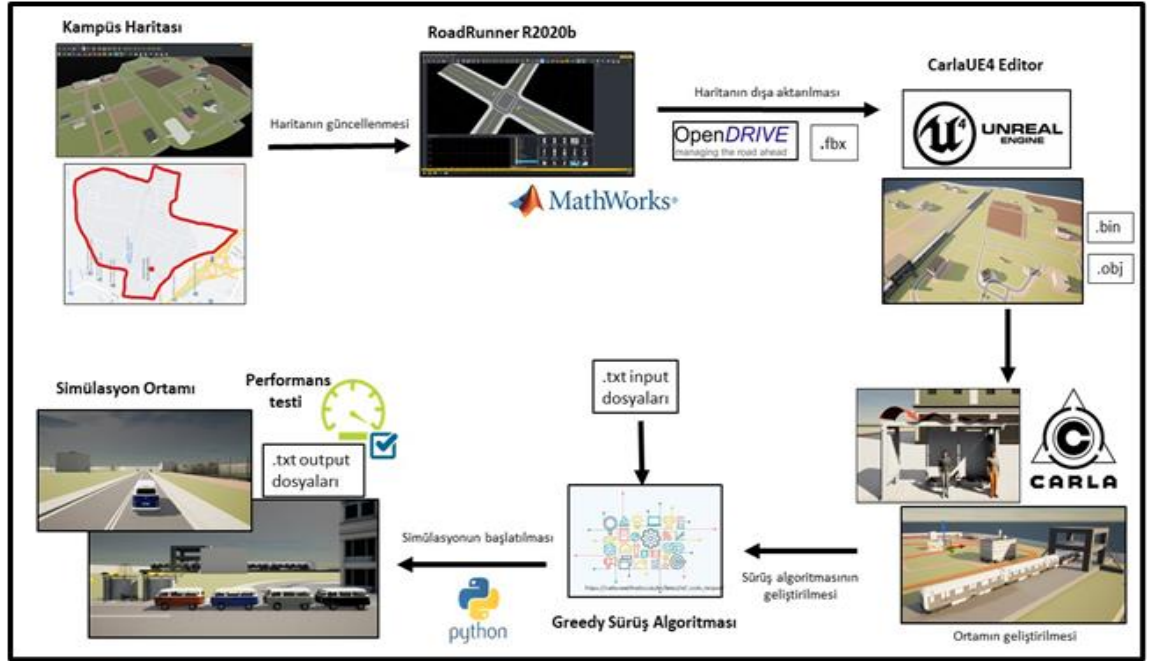 Kampüs Haritası
Haritanın güncellenmesi
RoadRunner R2020b
MathWorks®
Haritanın dışa aktarılması
OpenDRIVE
managing the road ahead
.fbx
CarlaUE4 Editor
U4
UNREAL
ENGINE
.bin
.obj
CARLA
Ortamın geliştirilmesi
Sürüş algoritmasının
geliştirilmesi
.txt input
dosyaları
Greedy Sürüş Algoritması
Simülasyonun başlatılması
python
Simülasyon Ortamı
Performans
testi
.txt output
dosyaları